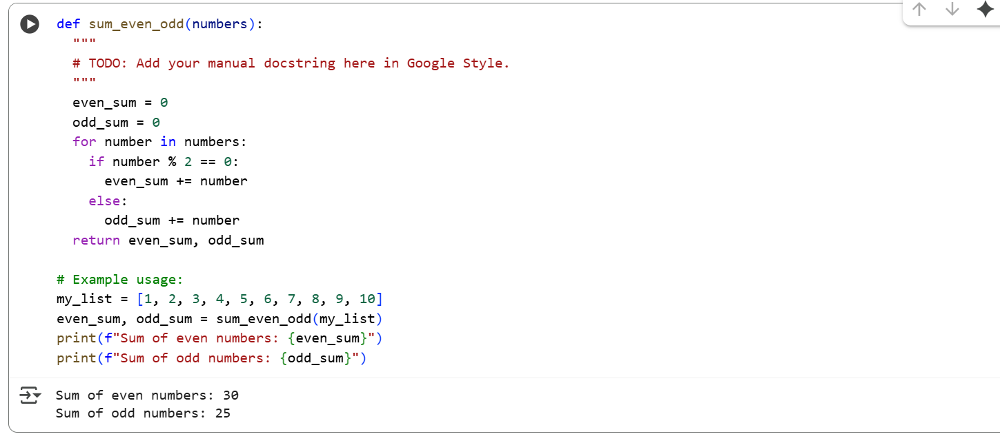 def sum_even_odd(numbers):
  """
  # TODO: Add your manual docstring here in Google Style.
  """
  even_sum = 0
  odd_sum = 0
  for number in numbers:
    if number % 2 == 0:
      even_sum += number
    else:
      odd_sum += number
  return even_sum, odd_sum

# Example usage:
my_list = [1, 2, 3, 4, 5, 6, 7, 8, 9, 10]
even_sum, odd_sum = sum_even_odd(my_list)
print(f"Sum of even numbers: {even_sum}")
print(f"Sum of odd numbers: {odd_sum}")
Sum of even numbers: 30
Sum of odd numbers: 25